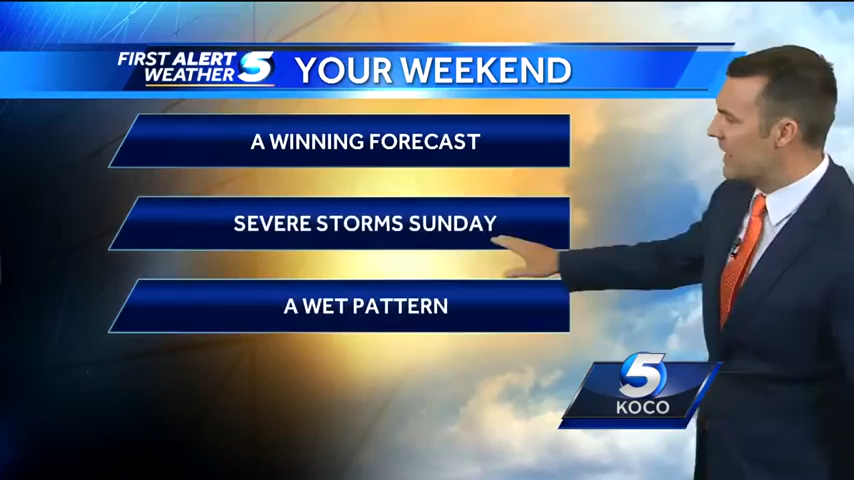 FIRST ALERT
WEATHER 5
YOUR WEEKEND
A WINNING FORECAST
SEVERE STORMS SUNDAY
A WET PATTERN
5
KOCO